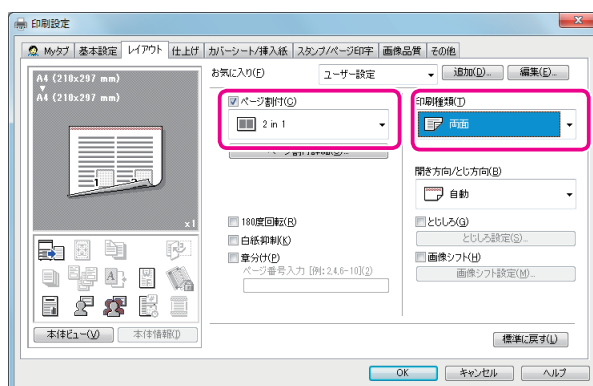 印刷設定
Myタブ 基本設定 レイアウト 仕上げ カバーシート/挿入紙 スタンプ/ページ印字 画像品質 その他
A4 (210x297 mm)
A4 (210x297 mm)
1 2
x1
本体ビュー(V) 本体情報(I)
お気に入り(F) ユーザー設定 追加(D)... 編集(E)...
ページ割付(O)
2 in 1
180度回転(R)
白紙抑制(K)
章分け(P)
ページ番号入力 [例: 2,4,6-10](2)
印刷種類(T)
両面
開き方向/とじ方向(B)
自動
とじしろ(G)
とじしろ設定(S)...
画像シフト(H)
画像シフト設定(M)...
標準に戻す(L)
OK キャンセル ヘルプ